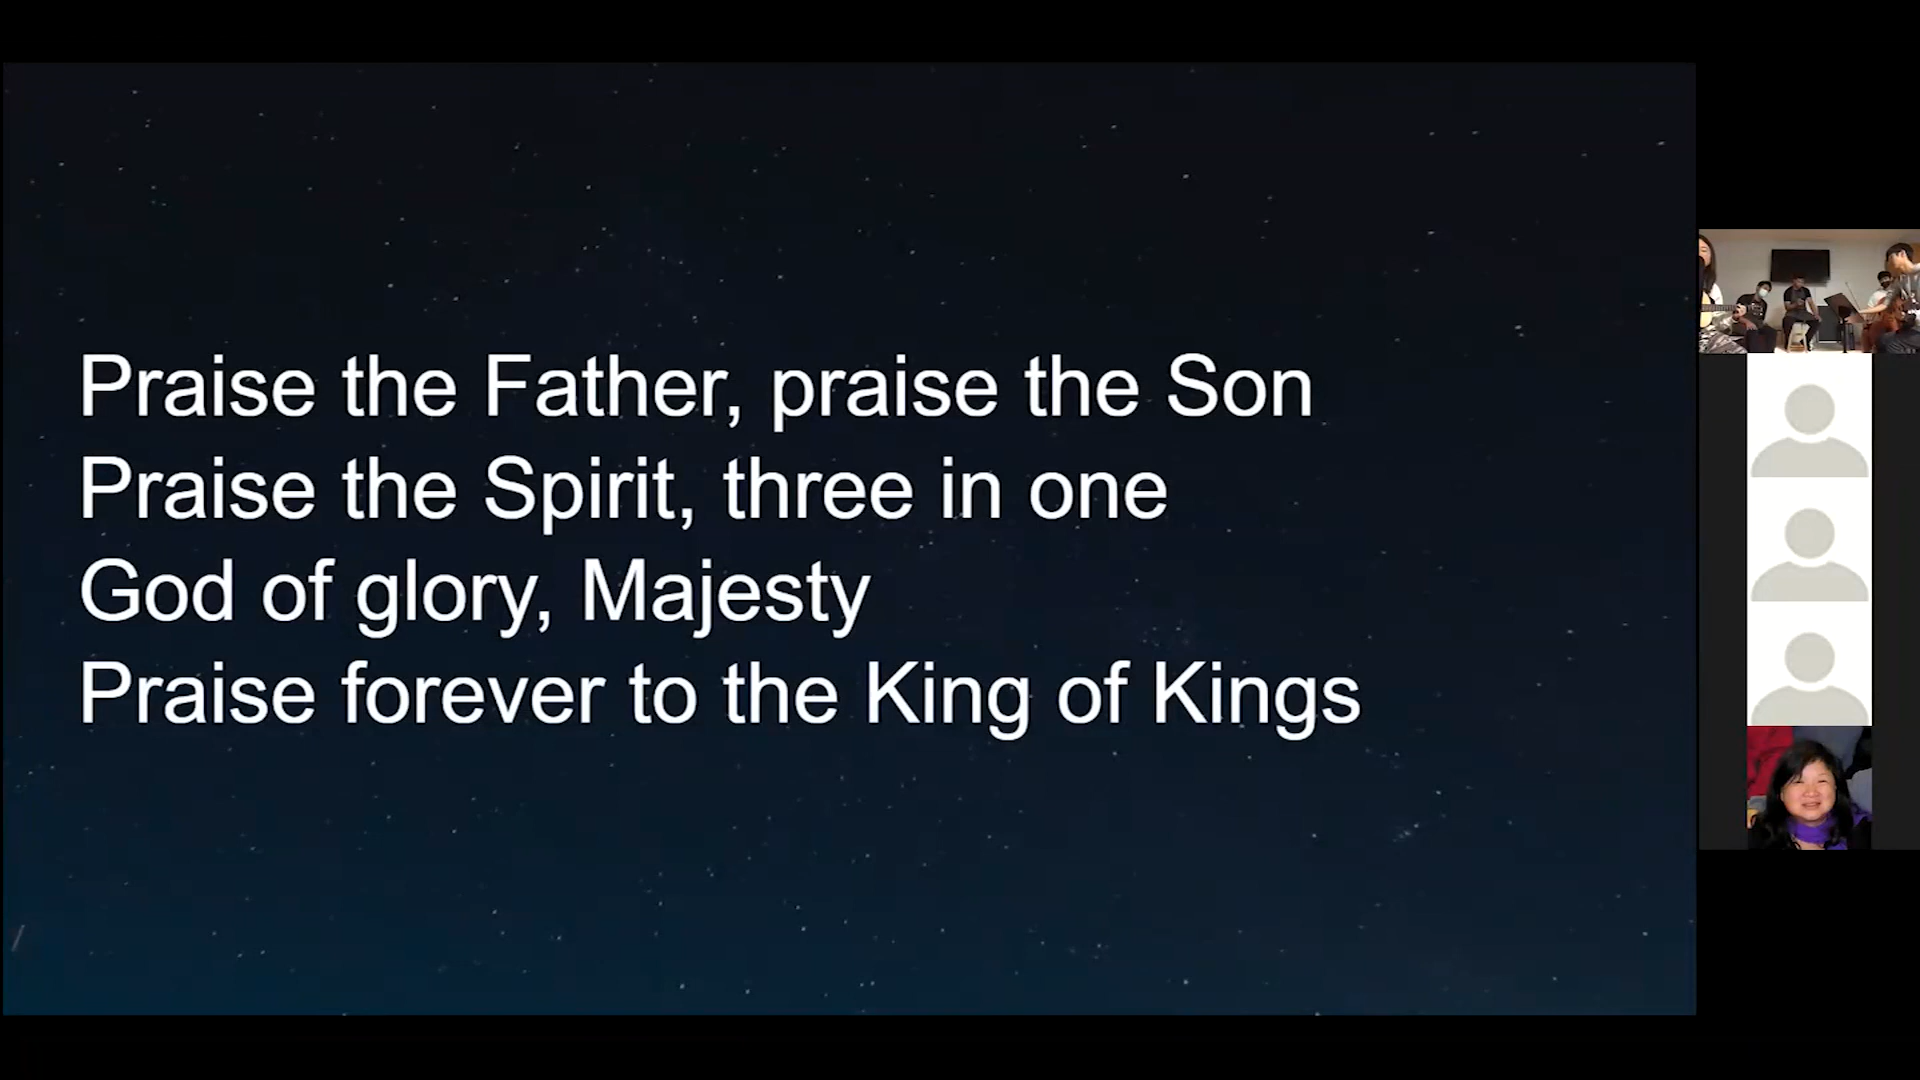 Praise the Father, praise the Son
Praise the Spirit, three in one
God of glory, Majesty
Praise forever to the King of Kings